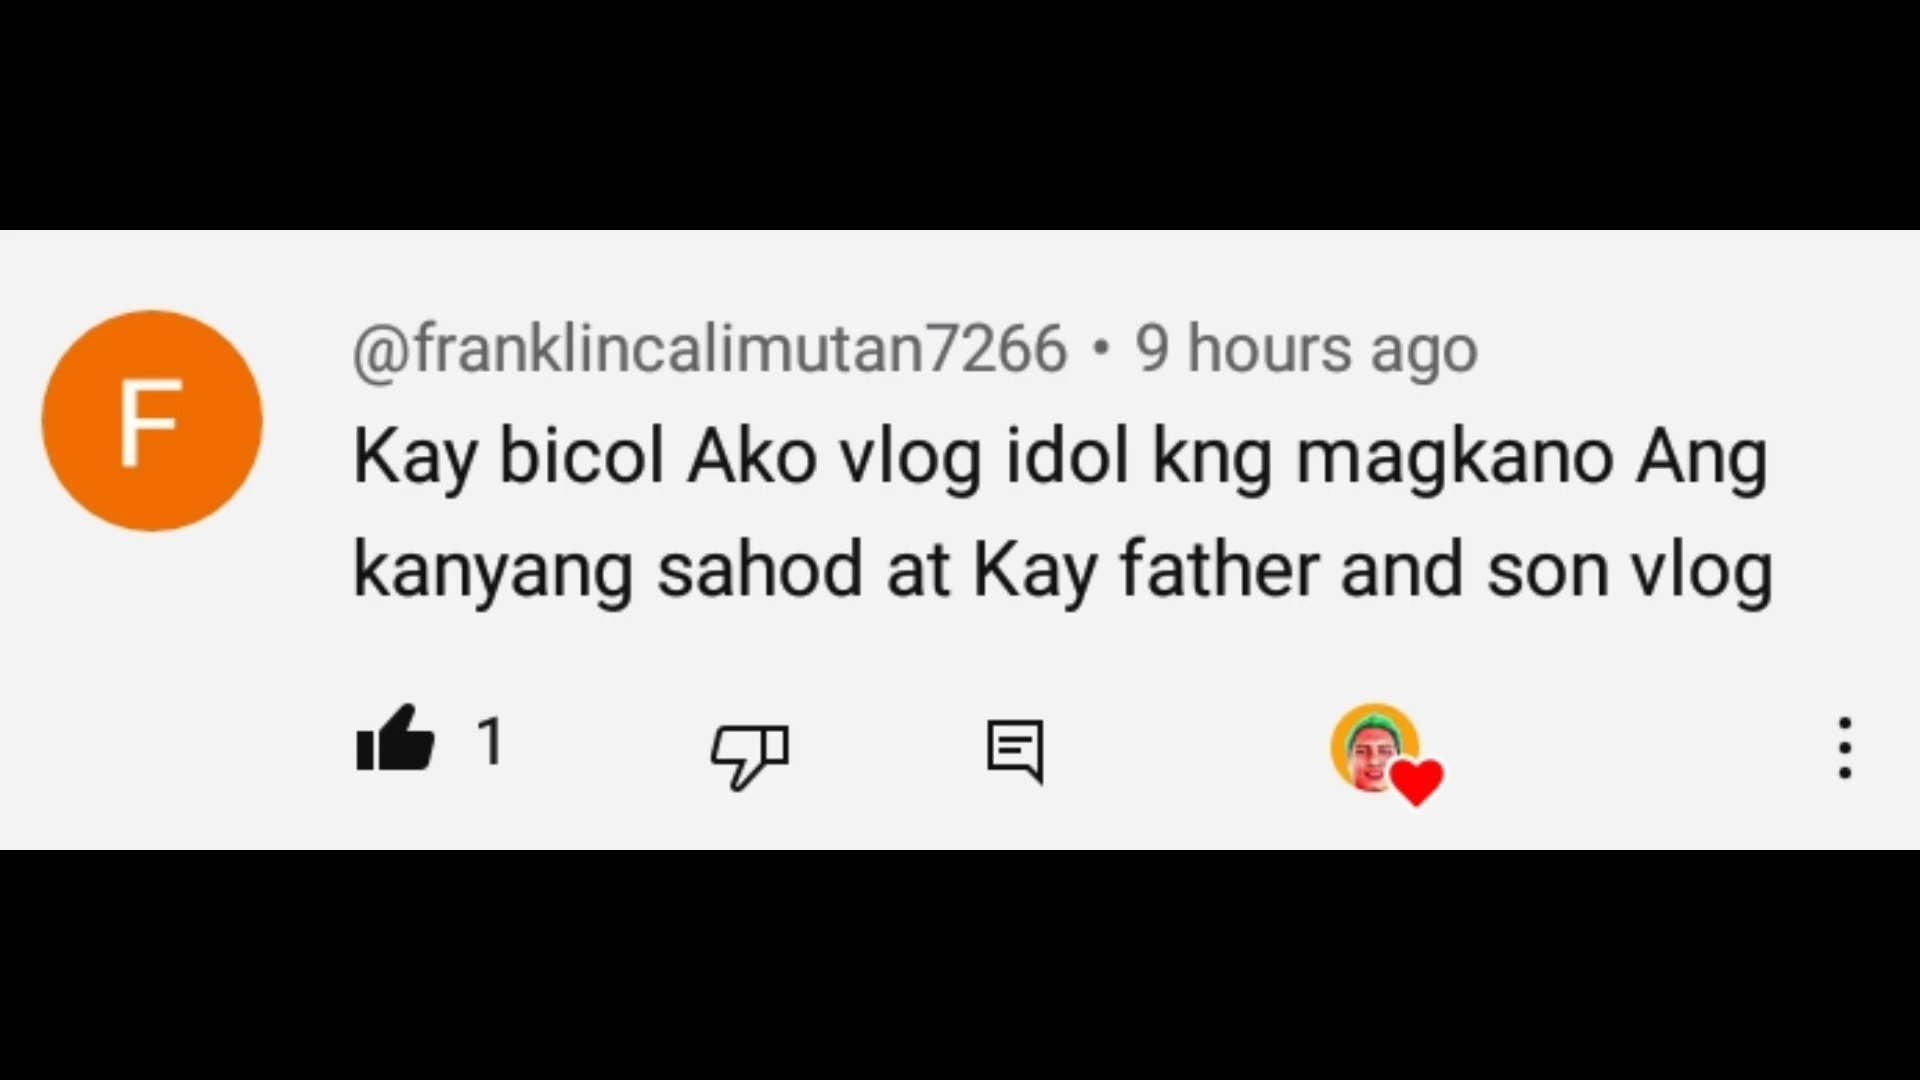 F
@franklincalimutan7266 • 9 hours ago
Kay bicol Ako vlog idol kng magkano Ang
kanyang sahod at Kay father and son vlog
1